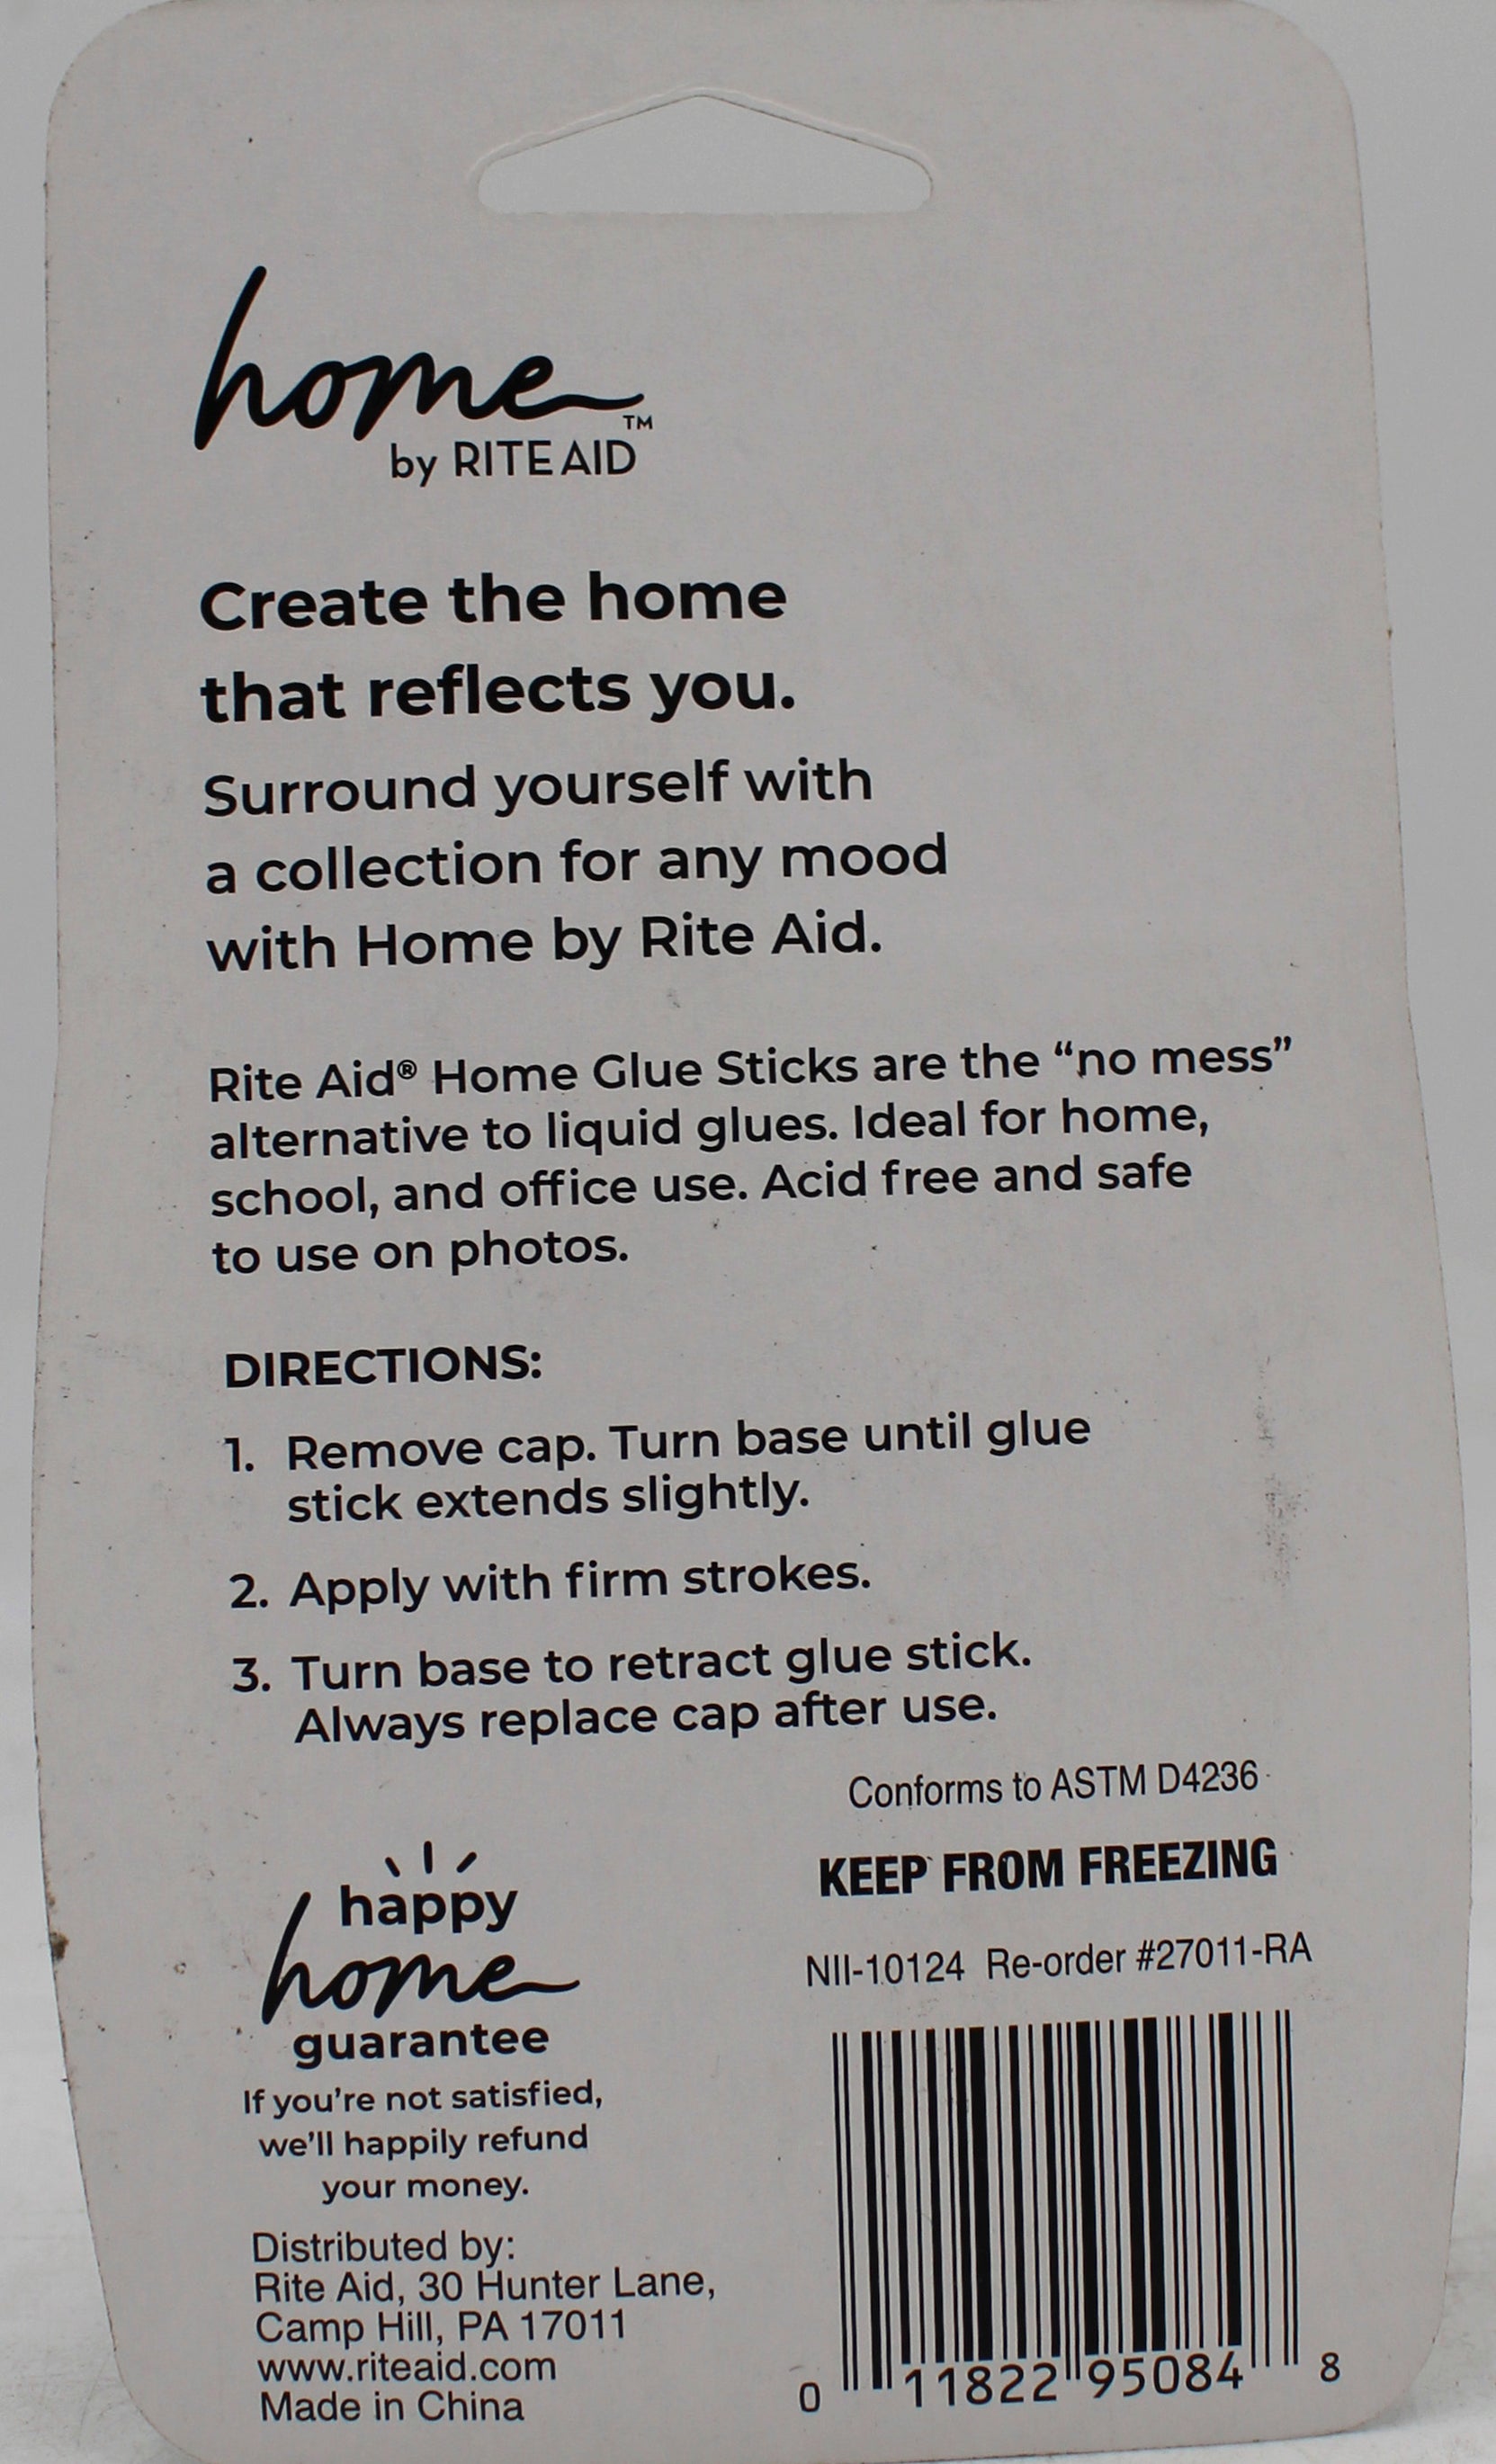 home™
by RITE AID
Create the home
that reflects you.
Surround yourself with
a collection for any mood
with Home by Rite Aid.
Rite Aid® Home Glue Sticks are the “no mess”
alternative to liquid glues. Ideal for home,
school, and office use. Acid free and safe
to use on photos.
DIRECTIONS:
1. Remove cap. Turn base until glue
stick extends slightly.
2. Apply with firm strokes.
3. Turn base to retract glue stick.
Always replace cap after use.
Conforms to ASTM D4236
KEEP FROM FREEZING
NII-10124 Re-order #27011-RA
happy
home
guarantee
If you’re not satisfied,
we’ll happily refund
your money.
Distributed by:
Rite Aid, 30 Hunter Lane,
Camp Hill, PA 17011
www.riteaid.com
Made in China
0 11822 95084 8